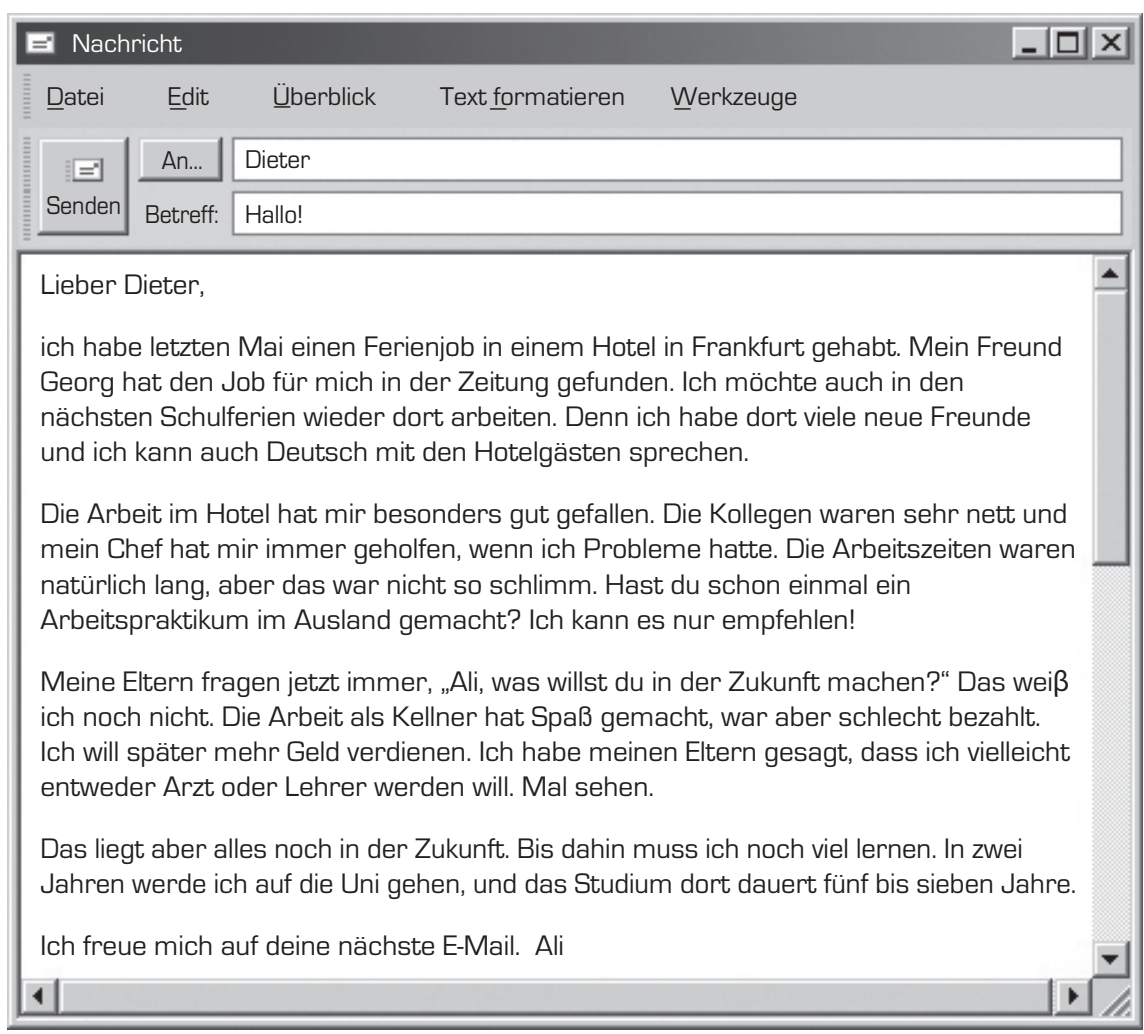 Nachricht
Datei Edit Überblick Text formatieren Werkzeuge
An... Dieter
Senden
Betreff: Hallo!
Lieber Dieter,
ich habe letzten Mai einen Ferienjob in einem Hotel in Frankfurt gehabt. Mein Freund
Georg hat den Job für mich in der Zeitung gefunden. Ich möchte auch in den
nächsten Schulferien wieder dort arbeiten. Denn ich habe dort viele neue Freunde
und ich kann auch Deutsch mit den Hotelgästen sprechen.
Die Arbeit im Hotel hat mir besonders gut gefallen. Die Kollegen waren sehr nett und
mein Chef hat mir immer geholfen, wenn ich Probleme hatte. Die Arbeitszeiten waren
natürlich lang, aber das war nicht so schlimm. Hast du schon einmal ein
Arbeitspraktikum im Ausland gemacht? Ich kann es nur empfehlen!
Meine Eltern fragen jetzt immer, „Ali, was willst du in der Zukunft machen?“ Das weiβ
ich noch nicht. Die Arbeit als Kellner hat Spaß gemacht, war aber schlecht bezahlt.
Ich will später mehr Geld verdienen. Ich habe meinen Eltern gesagt, dass ich vielleicht
entweder Arzt oder Lehrer werden will. Mal sehen.
Das liegt aber alles noch in der Zukunft. Bis dahin muss ich noch viel lernen. In zwei
Jahren werde ich auf die Uni gehen, und das Studium dort dauert fünf bis sieben Jahre.
Ich freue mich auf deine nächste E-Mail. Ali